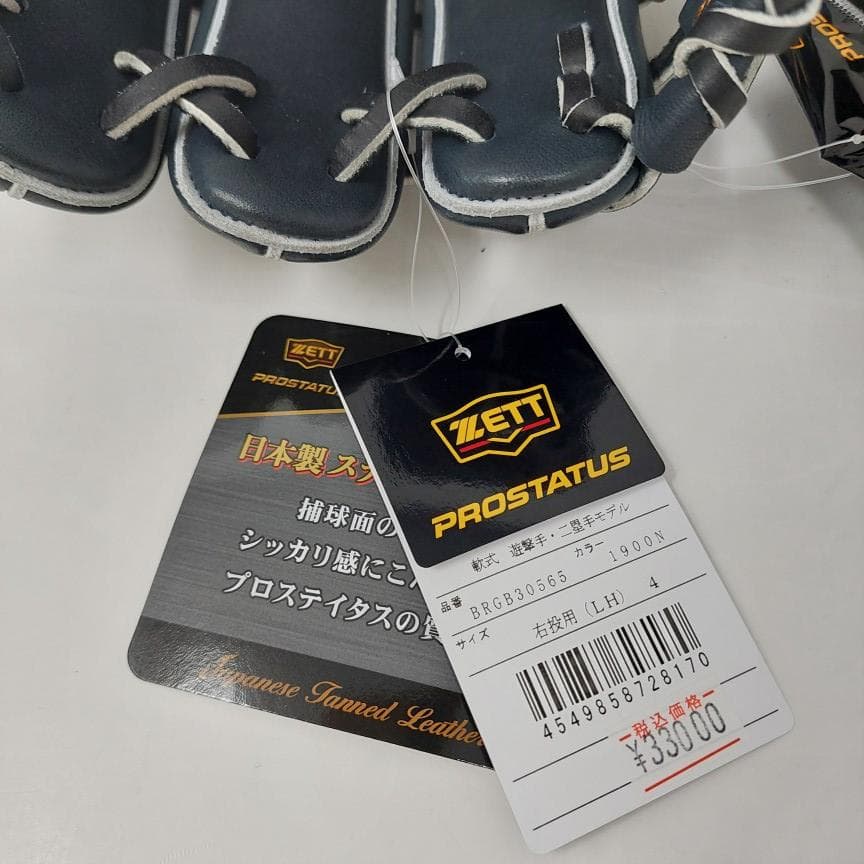 PROSTATUS
ZETT
PROSTATUS
日本製
捕球面の
シッカリ感にこ
プロステイタスの
Japanese Tanned Leather
ZETT
PROSTATUS
軟式 遊撃手・二塁手モデル
品番 BRGB30565 カラー 1900N
サイズ 右投用(LH) 4
4549858728170
税込価格
¥33000